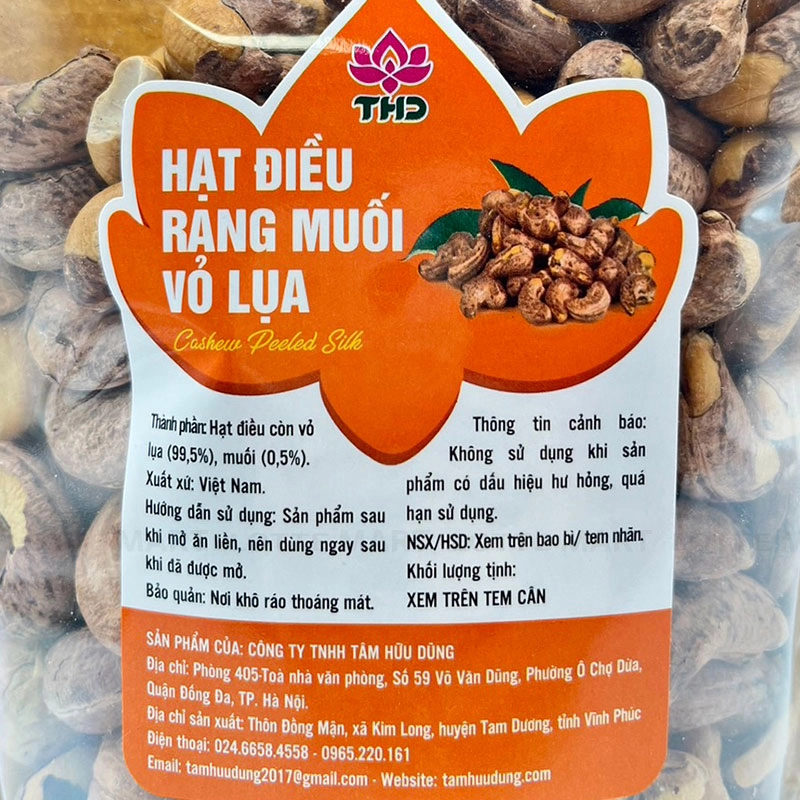 THD
HẠT ĐIỀU
RANG MUỐI
VỎ LỤA
Cashew Peeled Silk
Thành phần: Hạt điều còn vỏ
lụa (99,5%), muối (0,5%).
Xuất xứ: Việt Nam.
Hướng dẫn sử dụng: Sản phẩm sau
khi mở ăn liền, nên dùng ngay sau
khi đã được mở.
Bảo quản: Nơi khô ráo thoáng mát.
Thông tin cảnh báo:
Không sử dụng khi sản
phẩm có dấu hiệu hư hỏng, quá
hạn sử dụng.
NSX/HSD: Xem trên bao bì/ tem nhãn.
Khối lượng tịnh:
XEM TRÊN TEM CÂN
SẢN PHẨM CỦA: CÔNG TY TNHH TÂM HỮU DŨNG
Địa chỉ: Phòng 405-Toà nhà văn phòng, Số 59 Võ Văn Dũng, Phường Ô Chợ Dừa,
Quận Đống Đa, TP. Hà Nội.
Địa chỉ sản xuất: Thôn Đồng Mận, xã Kim Long, huyện Tam Dương, tỉnh Vĩnh Phúc
Điện thoại: 024.6658.4558 - 0965.220.161
Email: tamhuudung2017@gmail.com - Website: tamhuudung.com